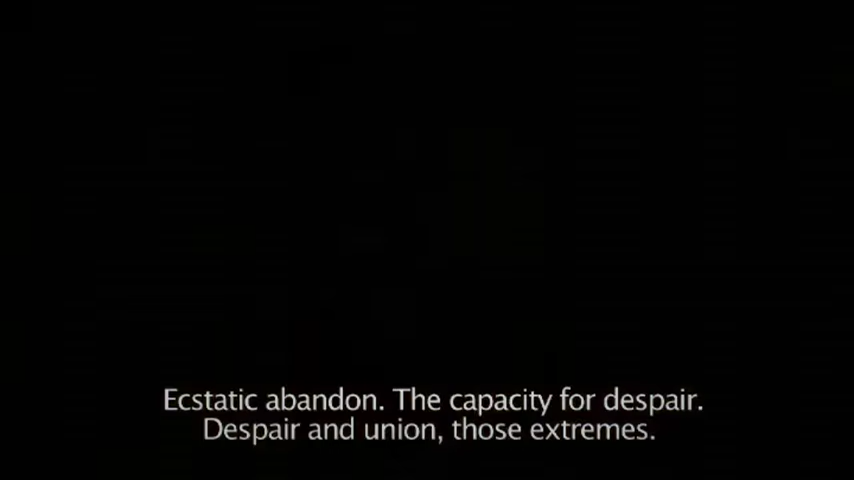 Ecstatic abandon. The capacity for despair.
Despair and union, those extremes.